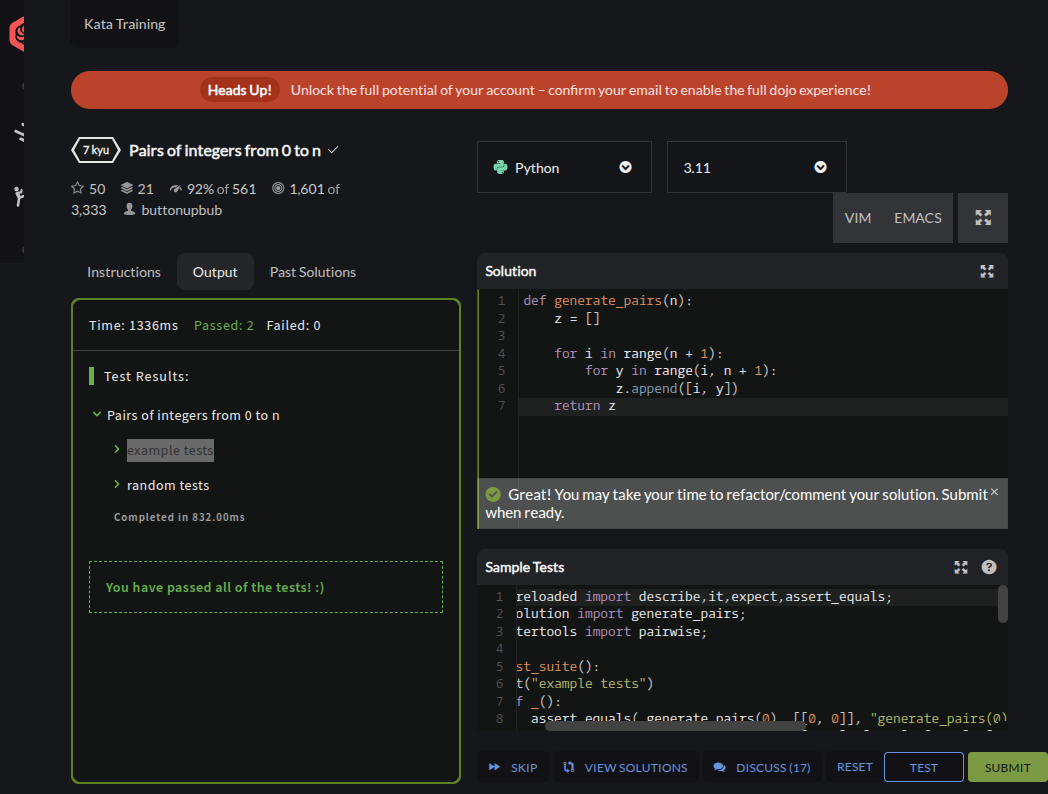 Kata Training
Heads Up! Unlock the full potential of your account – confirm your email to enable the full dojo experience!
7 kyu Pairs of integers from 0 to n
50 21 92% of 561 1,601 of
3,333 buttonupbub
Python
3.11
VIM EMACS
Instructions Output Past Solutions
Time: 1336ms Passed: 2 Failed: 0
Test Results:
Pairs of integers from 0 to n
example tests
random tests
Completed in 832.00ms
You have passed all of the tests! :)
Solution
1 def generate_pairs(n):
2     z = []
3
4     for i in range(n + 1):
5         for y in range(i, n + 1):
6             z.append([i, y])
7     return z
Great! You may take your time to refactor/comment your solution. Submit ×
when ready.
Sample Tests
1 reloaded import describe,it,expect,assert_equals;
2 olution import generate_pairs;
3 tertools import pairwise;
4
5 st_suite():
6 t("example tests")
7 f _():
8   assert_equals( generate_pairs(0), [[0, 0]], "generate_pairs(0)
SKIP VIEW SOLUTIONS DISCUSS (17) RESET TEST SUBMIT